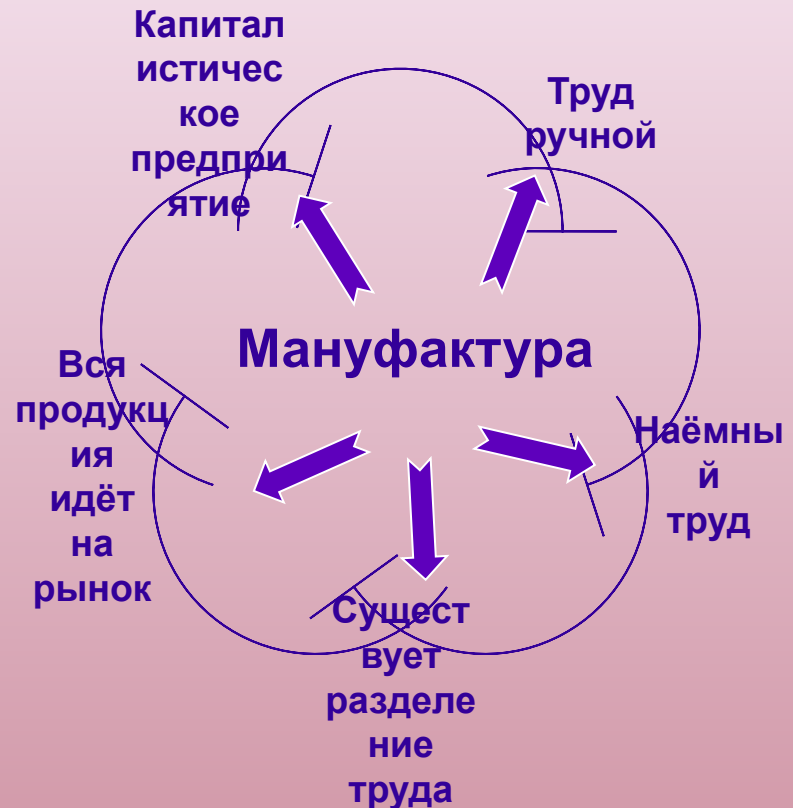 Капитал
истичес
кое
предпри
ятие
Труд
ручной
Мануфактура
Вся
продукц
ия
идёт
на
рынок
Наёмны
й
труд
Сущест
вует
разделе
ние
труда